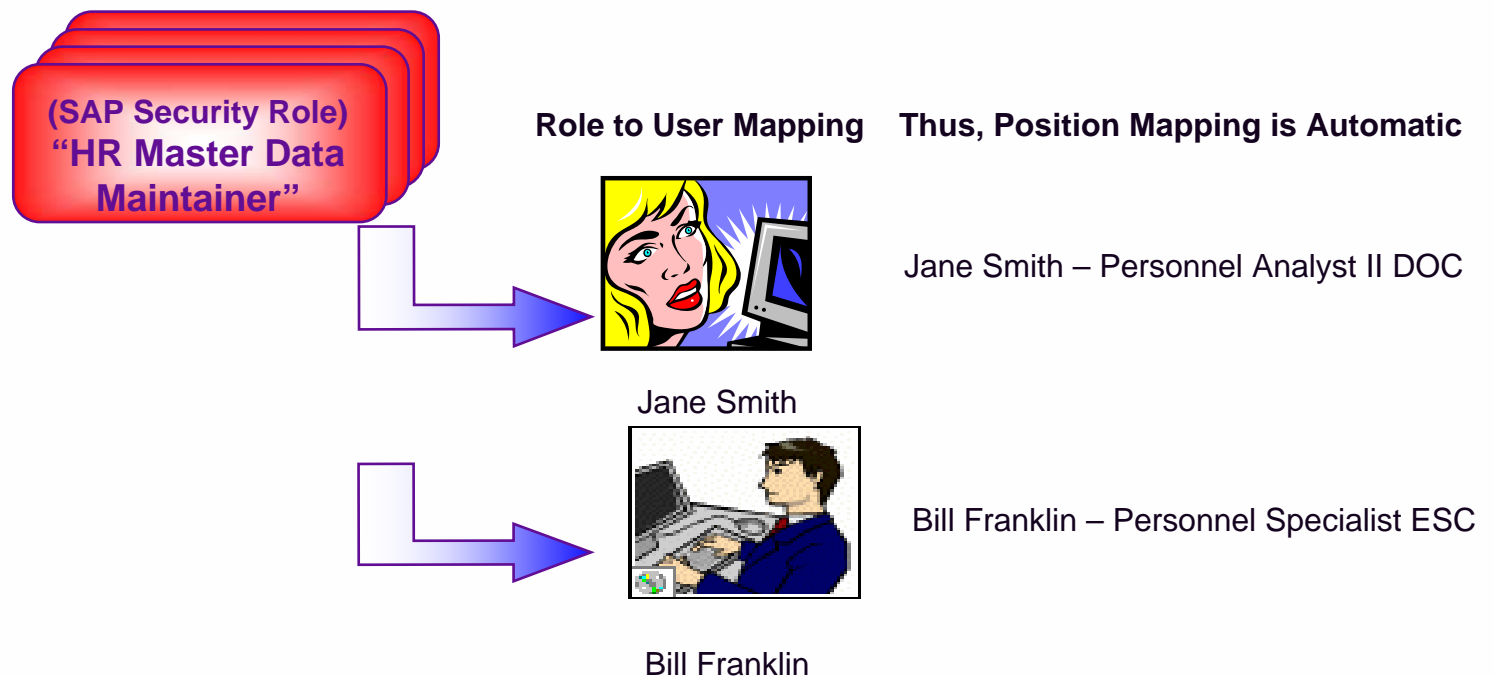 (SAP Security Role)
“HR Master Data
Maintainer”
Role to User Mapping
Thus, Position Mapping is Automatic
Jane Smith – Personnel Analyst II DOC
Jane Smith
Bill Franklin – Personnel Specialist ESC
Bill Franklin